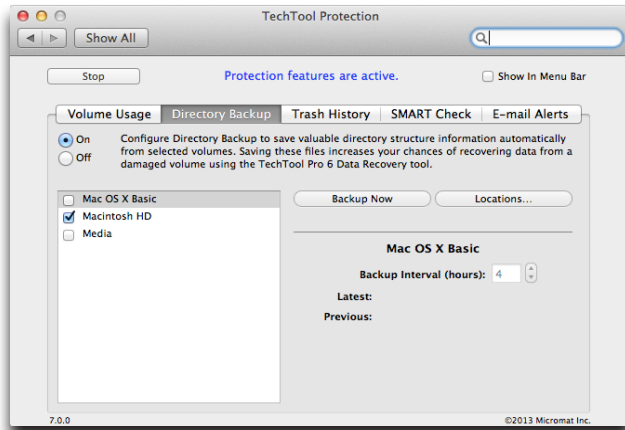 TechTool Protection
Show All
Stop
Protection features are active.
Show In Menu Bar
Volume Usage
Directory Backup
Trash History
SMART Check
E-mail Alerts
On
Off
Configure Directory Backup to save valuable directory structure information automatically
from selected volumes. Saving these files increases your chances of recovering data from a
damaged volume using the TechTool Pro 6 Data Recovery tool.
Mac OS X Basic
Macintosh HD
Media
Backup Now
Locations...
Mac OS X Basic
Backup Interval (hours): 4
Latest:
Previous:
7.0.0
©2013 Micromat Inc.